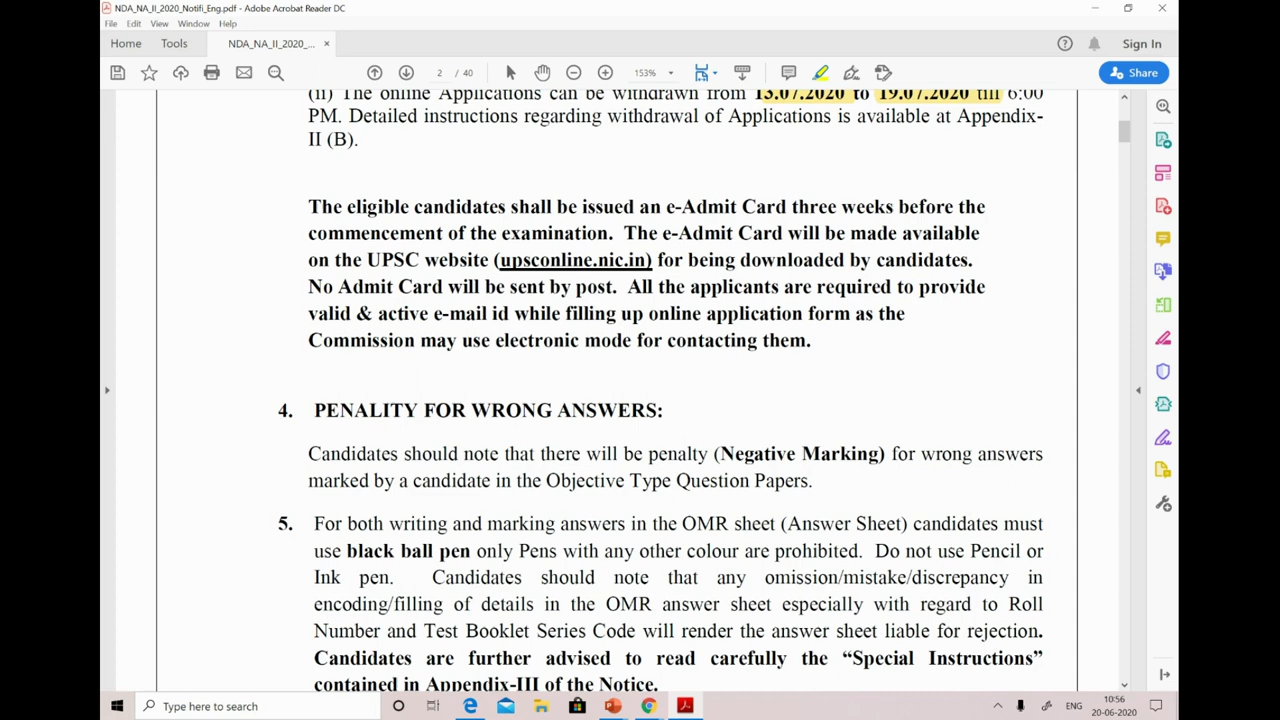 NDA_NA_II_2020_Notifi_Eng.pdf - Adobe Acrobat Reader DC
File Edit View Window Help
Home Tools NDA_NA_II_2020_... × Sign In
2 / 40 153% Share
(ii) The online Applications can be withdrawn from 13.07.2020 to 19.07.2020 till 6:00
PM. Detailed instructions regarding withdrawal of Applications is available at Appendix-
II (B).
The eligible candidates shall be issued an e-Admit Card three weeks before the
commencement of the examination. The e-Admit Card will be made available
on the UPSC website (upsconline.nic.in) for being downloaded by candidates.
No Admit Card will be sent by post. All the applicants are required to provide
valid & active e-mail id while filling up online application form as the
Commission may use electronic mode for contacting them.
4. PENALITY FOR WRONG ANSWERS:
Candidates should note that there will be penalty (Negative Marking) for wrong answers
marked by a candidate in the Objective Type Question Papers.
5. For both writing and marking answers in the OMR sheet (Answer Sheet) candidates must
use black ball pen only Pens with any other colour are prohibited. Do not use Pencil or
Ink pen. Candidates should note that any omission/mistake/discrepancy in
encoding/filling of details in the OMR answer sheet especially with regard to Roll
Number and Test Booklet Series Code will render the answer sheet liable for rejection.
Candidates are further advised to read carefully the “Special Instructions”
contained in Appendix-III of the Notice.
Type here to search ENG 10:56
20-06-2020